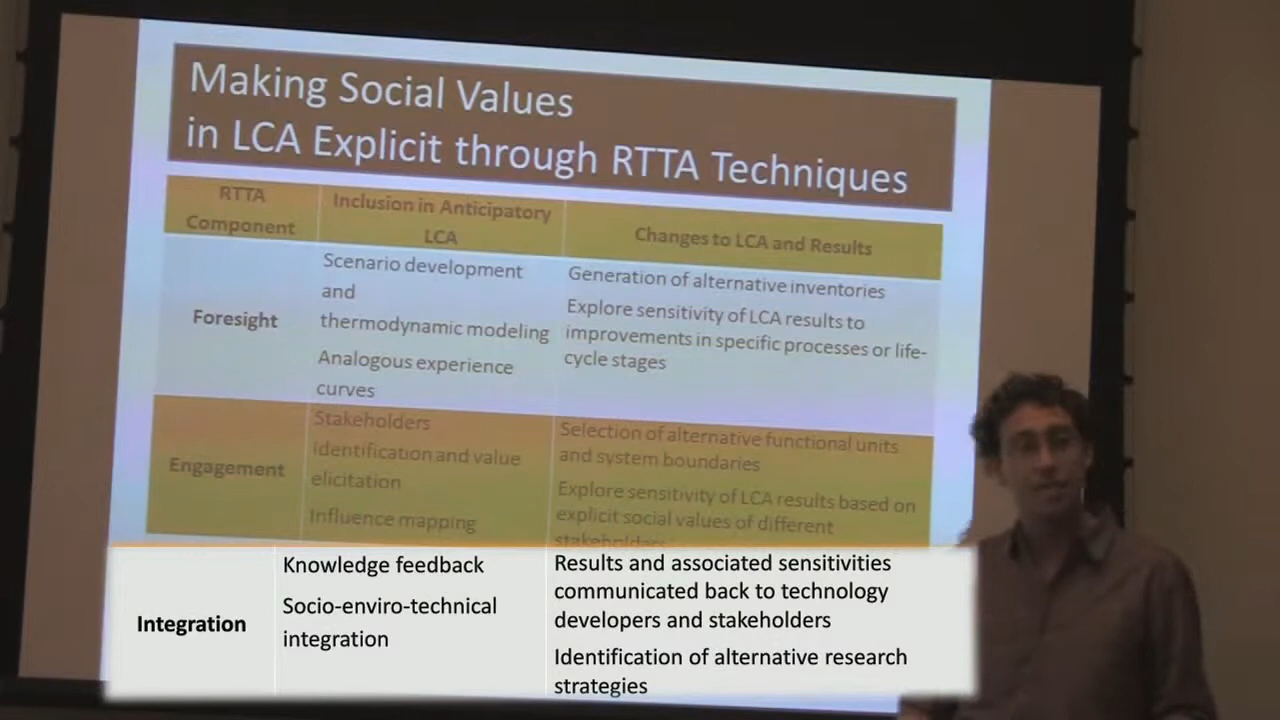 Making Social Values
in LCA Explicit through RTTA Techniques
RTTA
Component
Inclusion in Anticipatory
LCA
Changes to LCA and Results
Foresight
Scenario development
and
thermodynamic modeling
Analogous experience
curves
Generation of alternative inventories
Explore sensitivity of LCA results to
improvements in specific processes or life-
cycle stages
Engagement
Stakeholders
identification and value
elicitation
Influence mapping
Selection of alternative functional units
and system boundaries
Explore sensitivity of LCA results based on
explicit social values of different
stakeholders
Integration
Knowledge feedback
Socio-enviro-technical
integration
Results and associated sensitivities
communicated back to technology
developers and stakeholders
Identification of alternative research
strategies